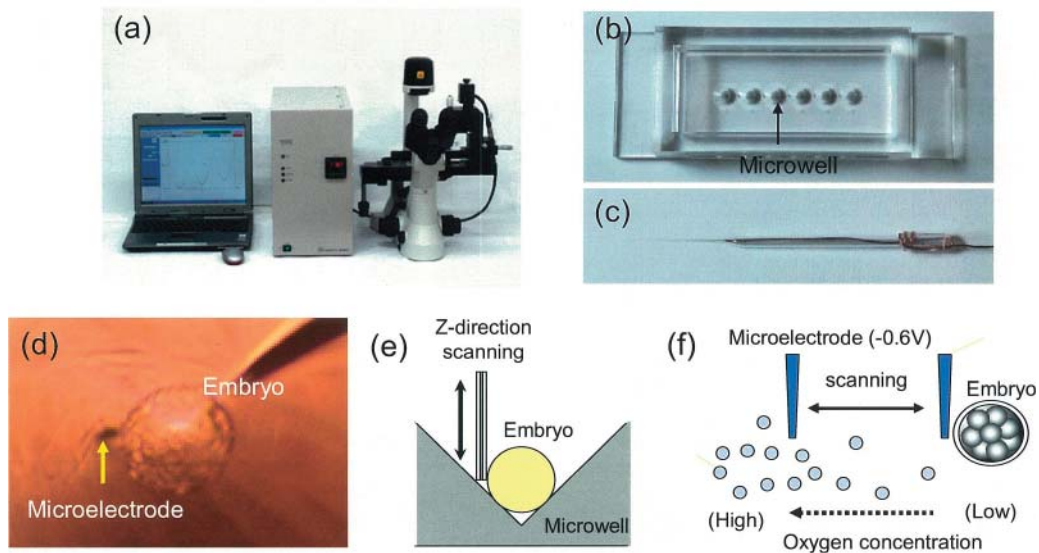 (a)
(b)
Microwell
(c)
(d)
Embryo
Microelectrode
(e)
Z-direction
scanning
Embryo
Microwell
(f)
Microelectrode (-0.6V)
scanning
Embryo
(High)
(Low)
Oxygen concentration